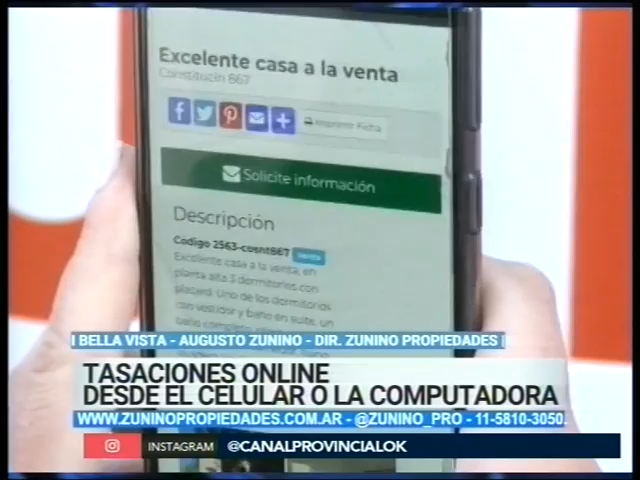 Excelente casa a la venta
Constitucin 867
Imprimir Ficha
Solicite información
Descripción
Codigo 2563-cosnt867 Venta
Excelente casa a la venta, en
planta alta 3 dormitorios con
placard. Uno de los dormitorios
con vestidor y baño en suite, un
baño completo
| BELLA VISTA - AUGUSTO ZUNINO - DIR. ZUNINO PROPIEDADES |
TASACIONES ONLINE
DESDE EL CELULAR O LA COMPUTADORA
WWW.ZUNINOPROPIEDADES.COM.AR - @ZUNINO_PRO - 11-5810-3050.
INSTAGRAM @CANALPROVINCIALOK